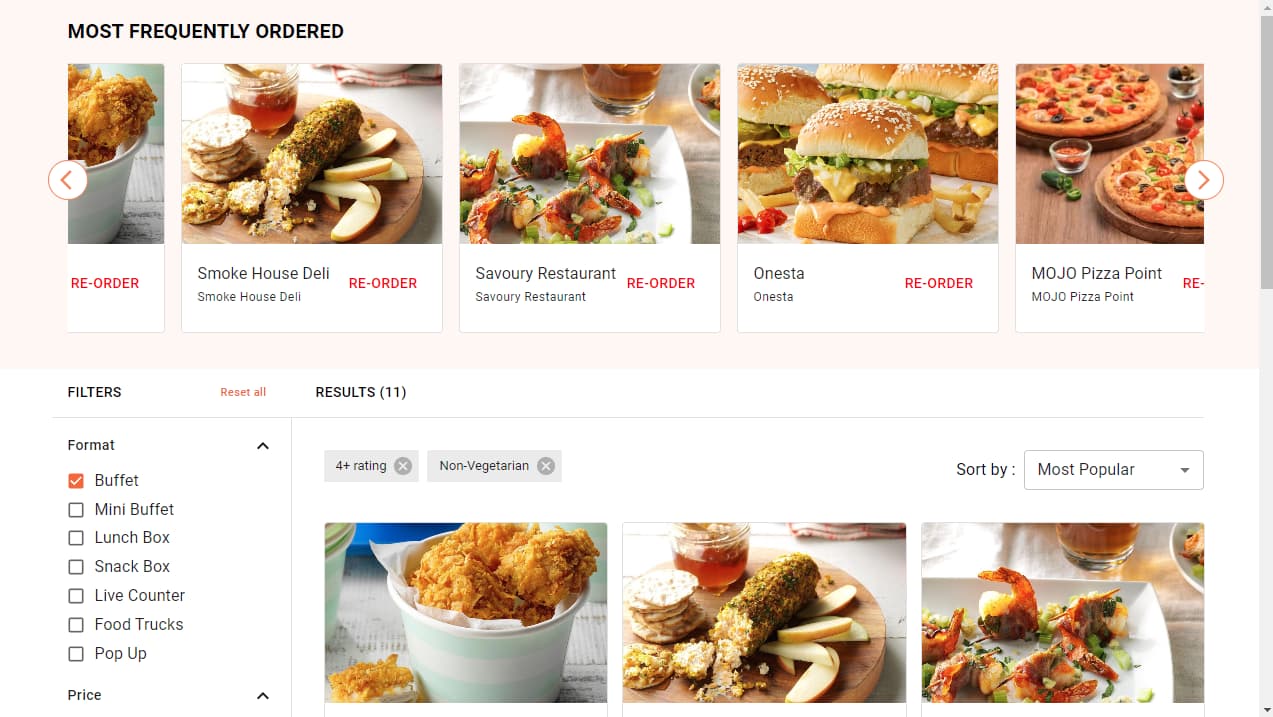 MOST FREQUENTLY ORDERED
RE-ORDER
Smoke House Deli
Smoke House Deli
RE-ORDER
Savoury Restaurant
Savoury Restaurant
RE-ORDER
Onesta
Onesta
RE-ORDER
MOJO Pizza Point
MOJO Pizza Point
RE-
FILTERS
Reset all
RESULTS (11)
Format
Buffet
Mini Buffet
Lunch Box
Snack Box
Live Counter
Food Trucks
Pop Up
Price
4+ rating
Non-Vegetarian
Sort by :
Most Popular